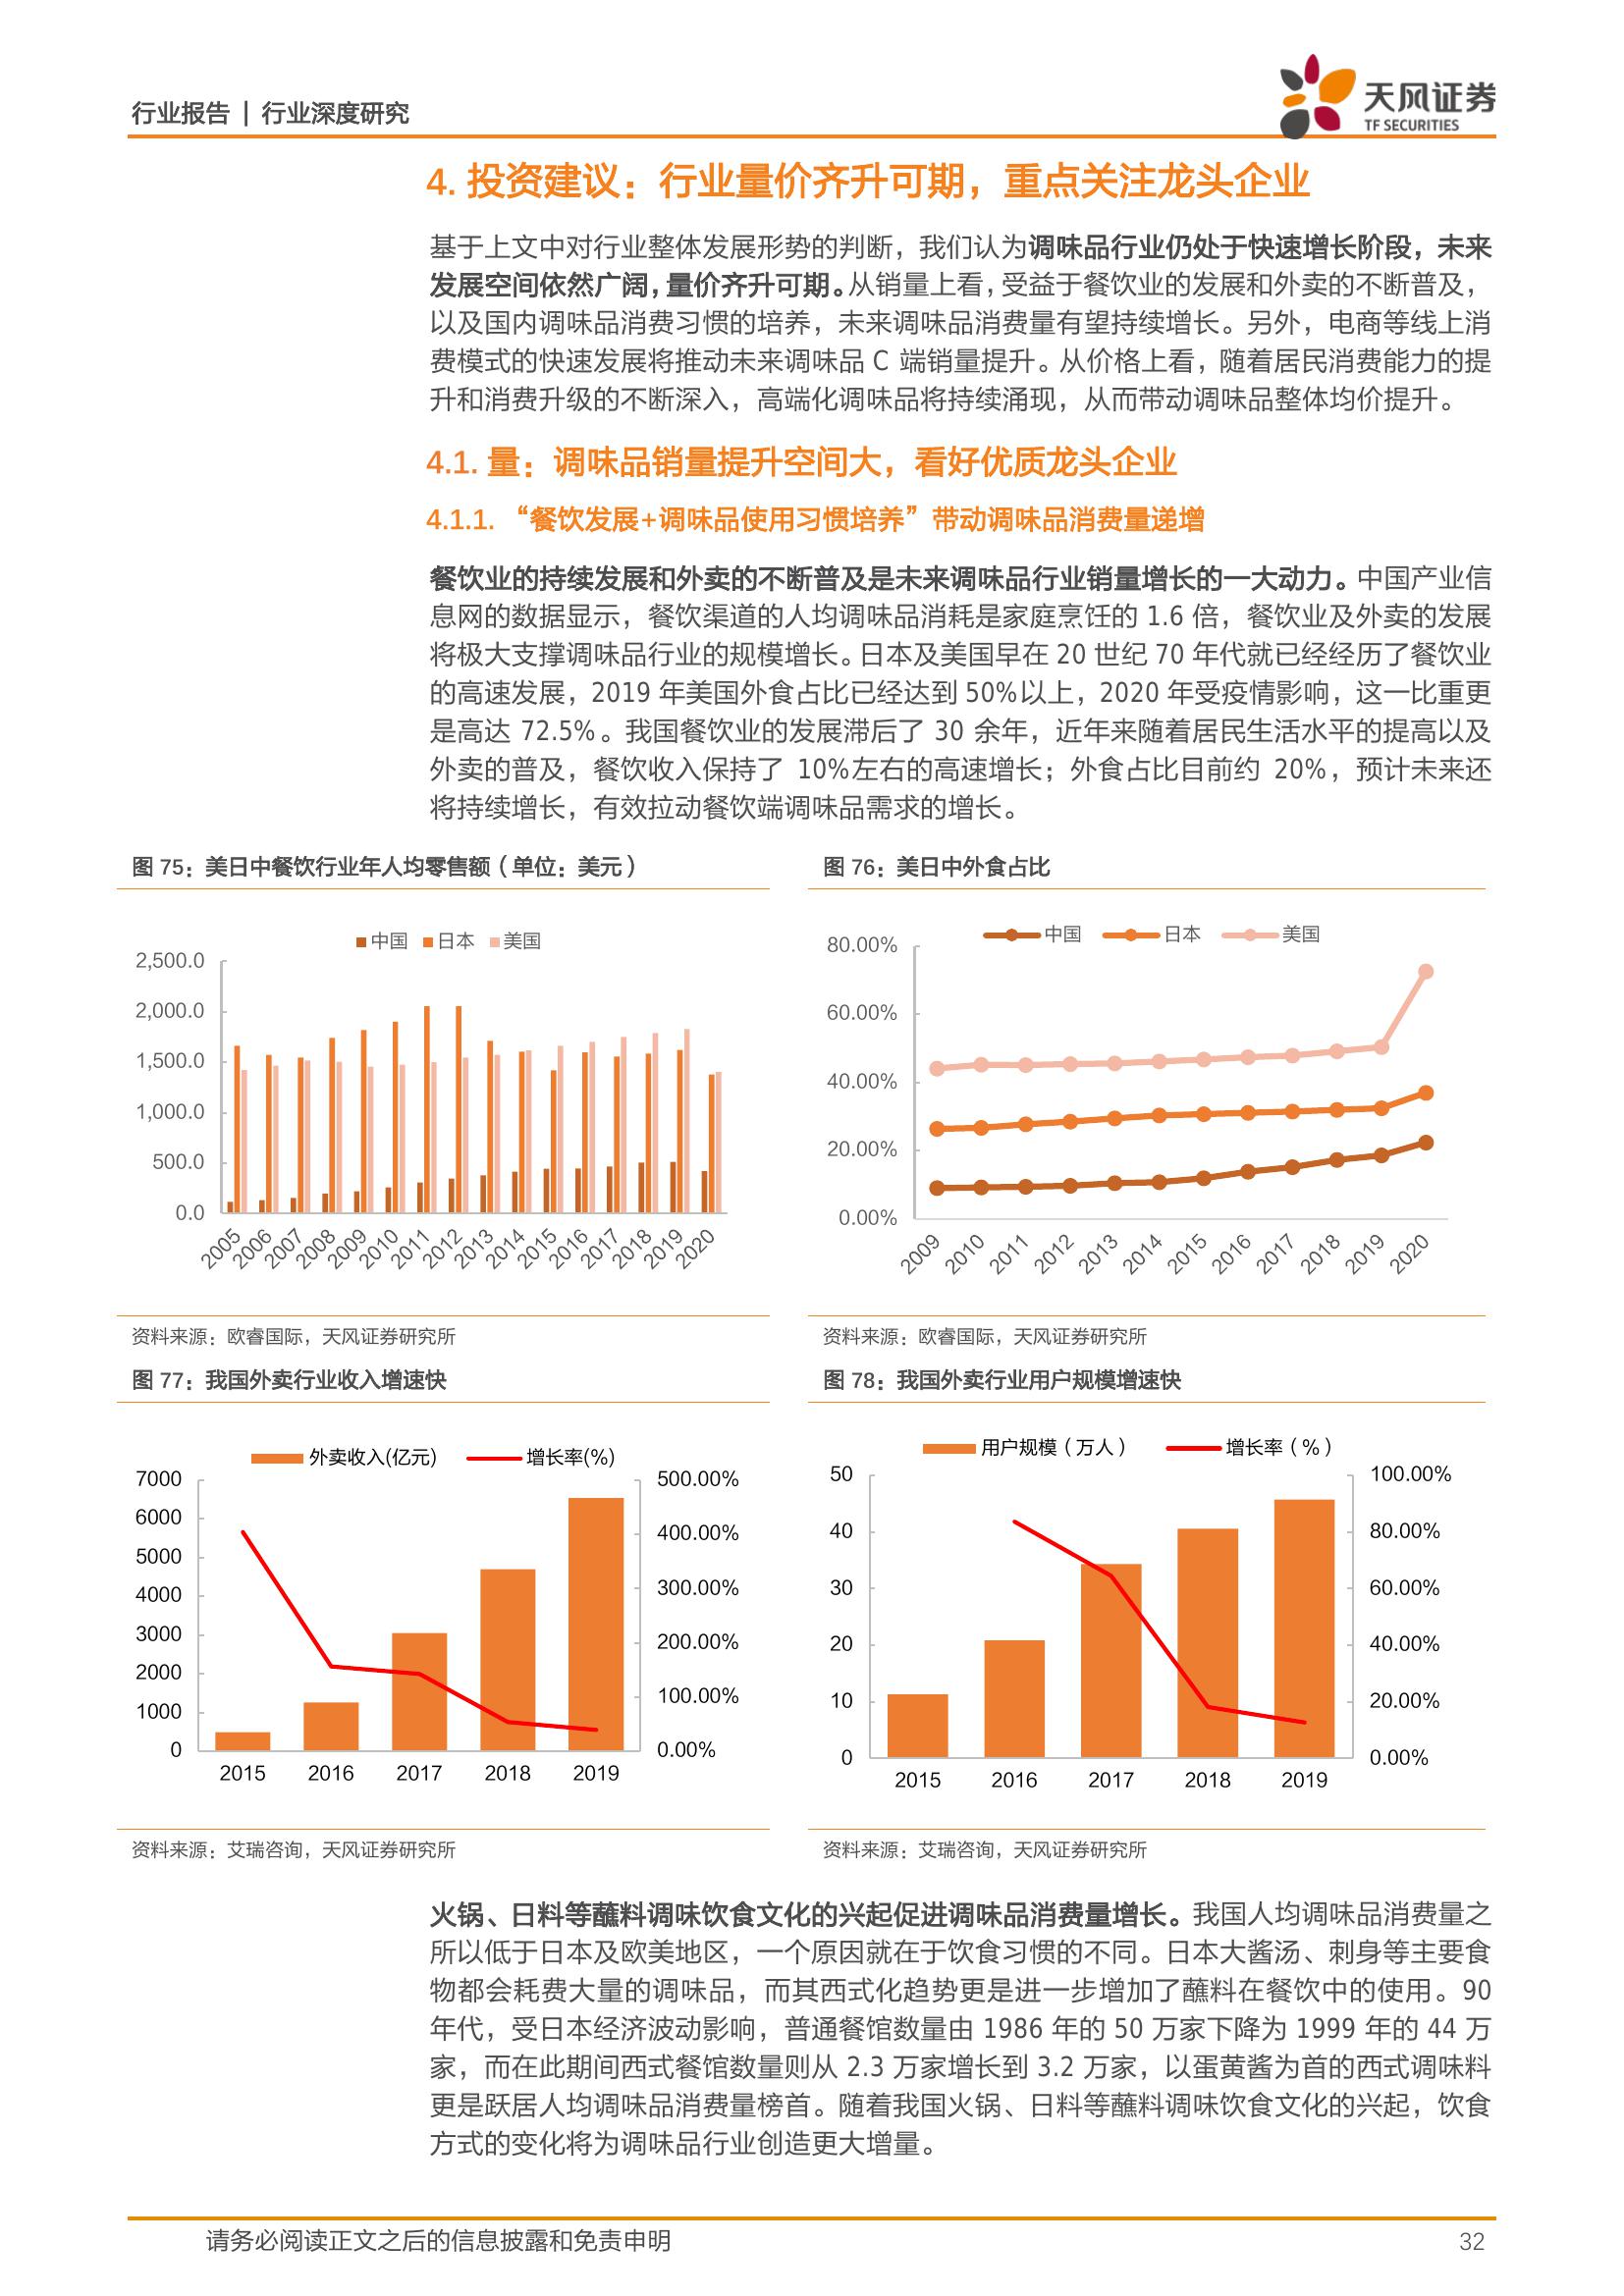 行业报告 | 行业深度研究
天风证券
TF SECURITIES
4. 投资建议：行业量价齐升可期，重点关注龙头企业
基于上文中对行业整体发展形势的判断，我们认为调味品行业仍处于快速增长阶段，未来
发展空间依然广阔，量价齐升可期。从销量上看，受益于餐饮业的发展和外卖的不断普及，
以及国内调味品消费习惯的培养，未来调味品消费量有望持续增长。另外，电商等线上消
费模式的快速发展将推动未来调味品 C 端销量提升。从价格上看，随着居民消费能力的提
升和消费升级的不断深入，高端化调味品将持续涌现，从而带动调味品整体均价提升。
4.1. 量：调味品销量提升空间大，看好优质龙头企业
4.1.1. “餐饮发展+调味品使用习惯培养”带动调味品消费量递增
餐饮业的持续发展和外卖的不断普及是未来调味品行业销量增长的一大动力。中国产业信
息网的数据显示，餐饮渠道的人均调味品消耗是家庭烹饪的 1.6 倍，餐饮业及外卖的发展
将极大支撑调味品行业的规模增长。日本及美国早在 20 世纪 70 年代就已经经历了餐饮业
的高速发展，2019 年美国外食占比已经达到 50%以上，2020 年受疫情影响，这一比重更
是高达 72.5%。我国餐饮业的发展滞后了 30 余年，近年来随着居民生活水平的提高以及
外卖的普及，餐饮收入保持了 10%左右的高速增长；外食占比目前约 20%，预计未来还
将持续增长，有效拉动餐饮端调味品需求的增长。
图 75：美日中餐饮行业年人均零售额（单位：美元）
中国 日本 美国
2,500.0
2,000.0
1,500.0
1,000.0
500.0
0.0
2005 2006 2007 2008 2009 2010 2011 2012 2013 2014 2015 2016 2017 2018 2019 2020
资料来源：欧睿国际，天风证券研究所
图 76：美日中外食占比
中国 日本 美国
80.00%
60.00%
40.00%
20.00%
0.00%
2009 2010 2011 2012 2013 2014 2015 2016 2017 2018 2019 2020
资料来源：欧睿国际，天风证券研究所
图 77：我国外卖行业收入增速快
外卖收入(亿元) 增长率(%)
7000 500.00%
6000
400.00%
5000
4000 300.00%
3000
200.00%
2000
100.00%
1000
0 0.00%
2015 2016 2017 2018 2019
资料来源：艾瑞咨询，天风证券研究所
图 78：我国外卖行业用户规模增速快
用户规模（万人） 增长率（%）
50 100.00%
40 80.00%
30 60.00%
20 40.00%
10 20.00%
0 0.00%
2015 2016 2017 2018 2019
资料来源：艾瑞咨询，天风证券研究所
火锅、日料等蘸料调味饮食文化的兴起促进调味品消费量增长。我国人均调味品消费量之
所以低于日本及欧美地区，一个原因就在于饮食习惯的不同。日本大酱汤、刺身等主要食
物都会耗费大量的调味品，而其西式化趋势更是进一步增加了蘸料在餐饮中的使用。90
年代，受日本经济波动影响，普通餐馆数量由 1986 年的 50 万家下降为 1999 年的 44 万
家，而在此期间西式餐馆数量则从 2.3 万家增长到 3.2 万家，以蛋黄酱为首的西式调味料
更是跃居人均调味品消费量榜首。随着我国火锅、日料等蘸料调味饮食文化的兴起，饮食
方式的变化将为调味品行业创造更大增量。
请务必阅读正文之后的信息披露和免责申明
32